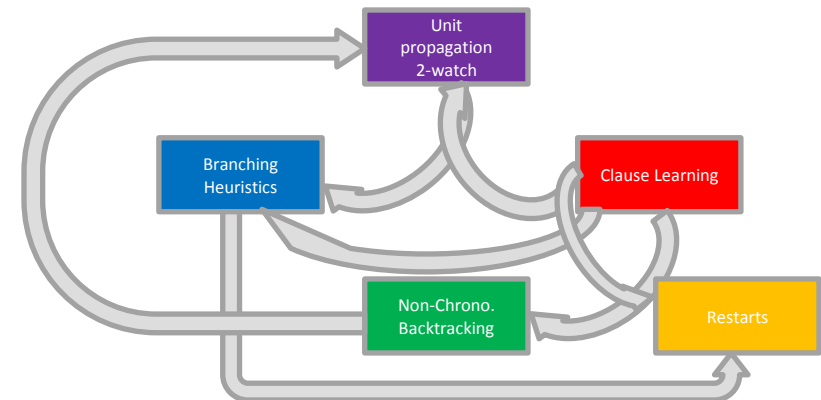 Unit
propagation
2-watch
Branching
Heuristics
Clause Learning
Non-Chrono.
Backtracking
Restarts